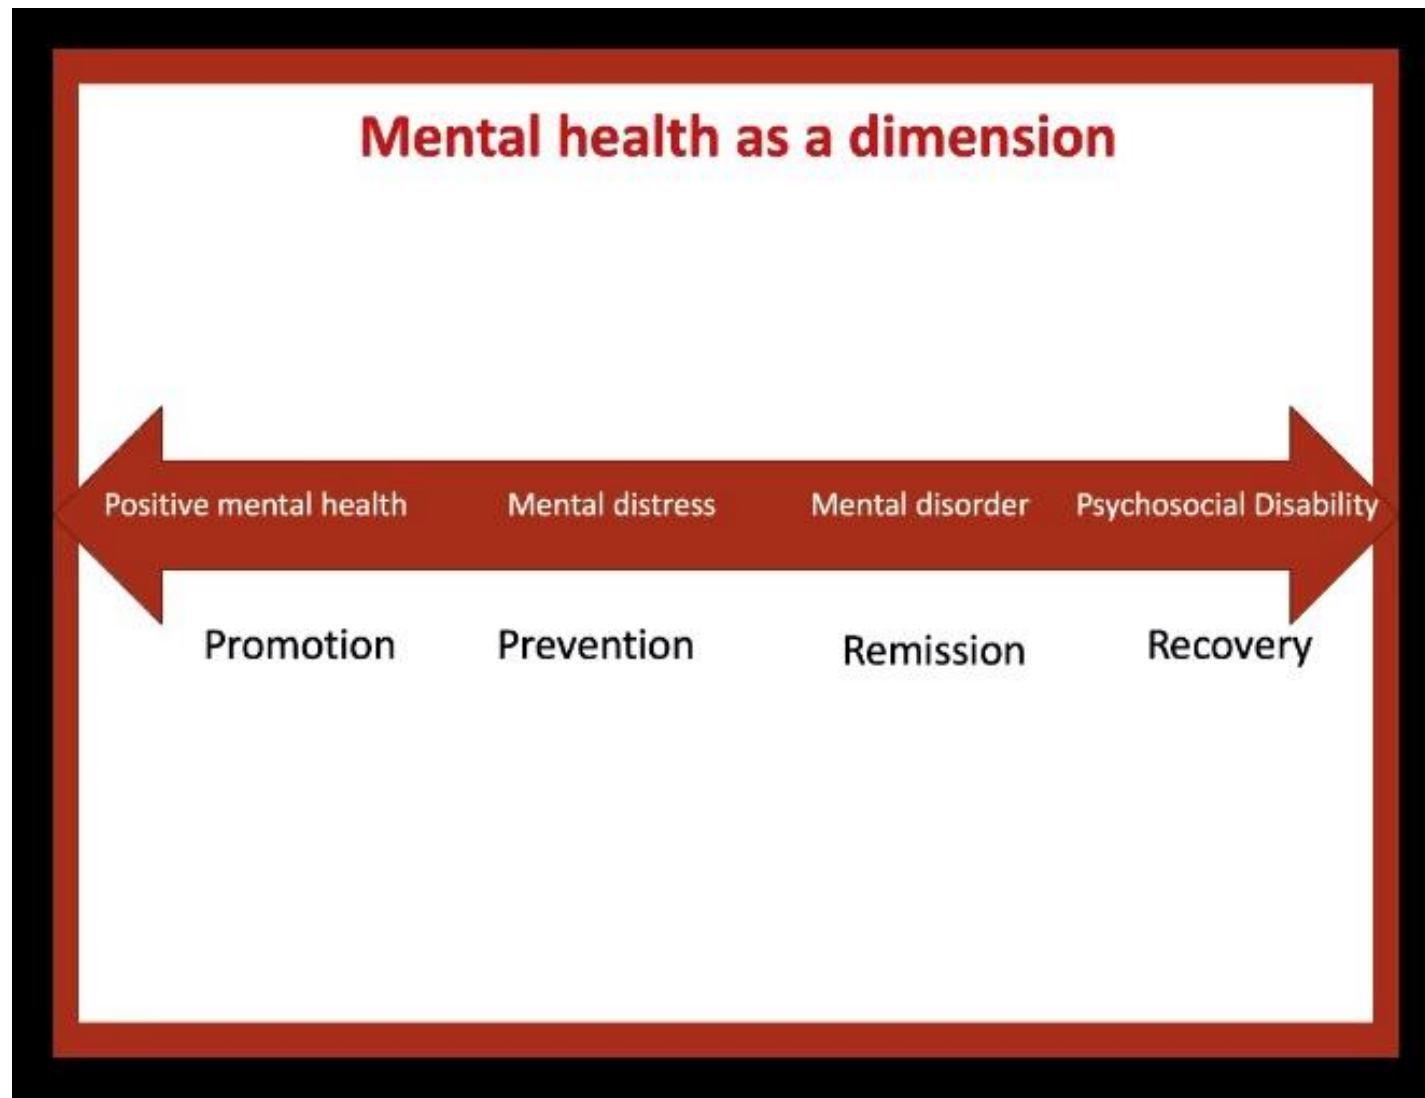 Mental health as a dimension
Positive mental health Mental distress Mental disorder Psychosocial Disability
Promotion Prevention Remission Recovery